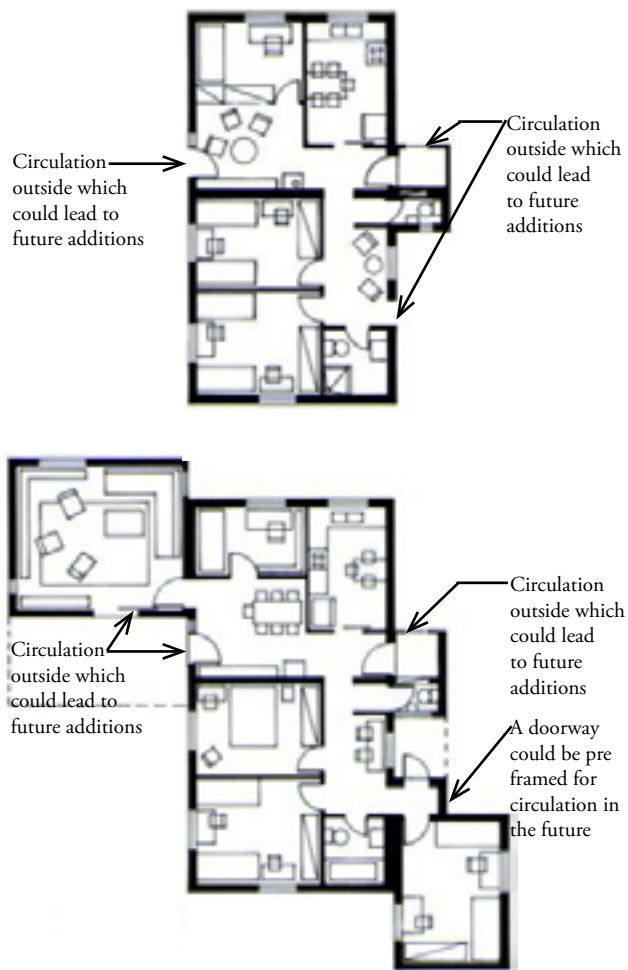 Circulation
outside which
could lead to
future additions
Circulation
outside which
could lead
to future
additions
Circulation
outside which
could lead to
future additions
Circulation
outside which
could lead
to future
additions
A doorway
could be pre
framed for
circulation in
the future